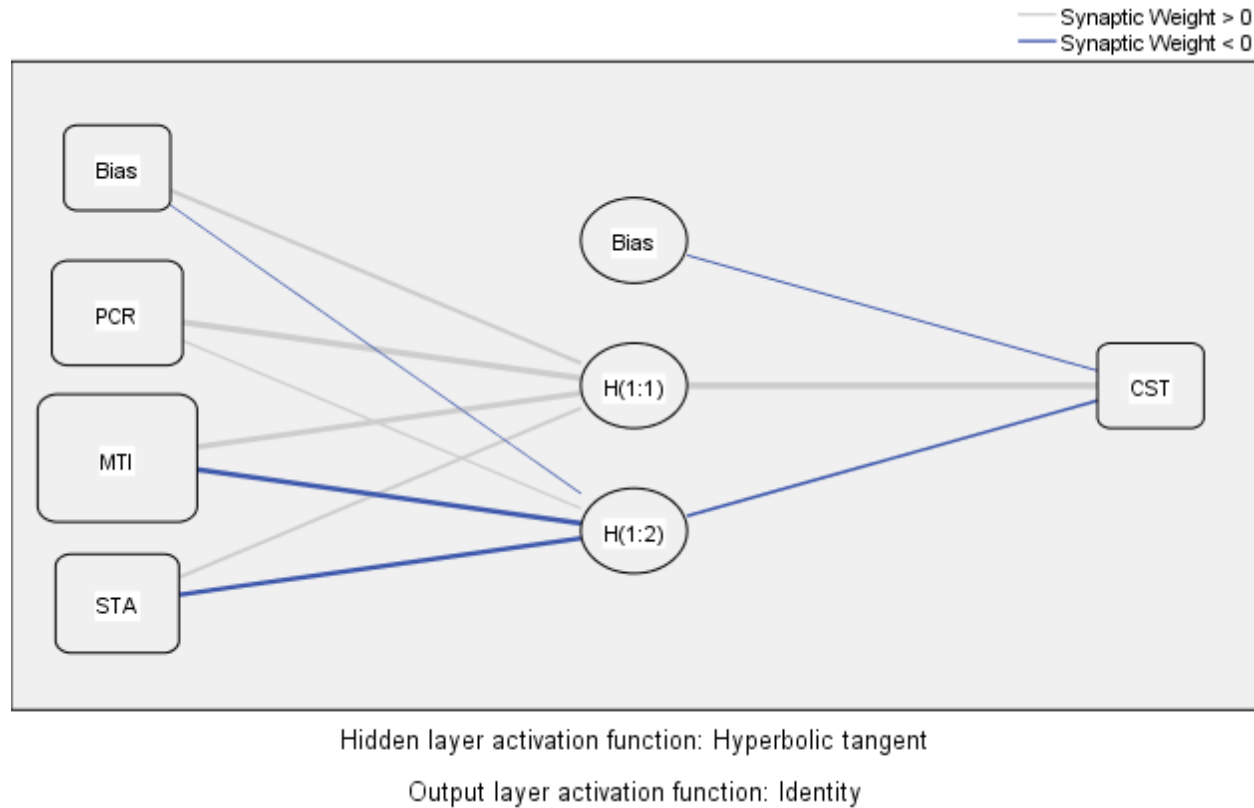 Synaptic Weight > 0
Synaptic Weight < 0
Bias
PCR
MTI
STA
Bias
H(1:1)
H(1:2)
CST
Hidden layer activation function: Hyperbolic tangent
Output layer activation function: Identity